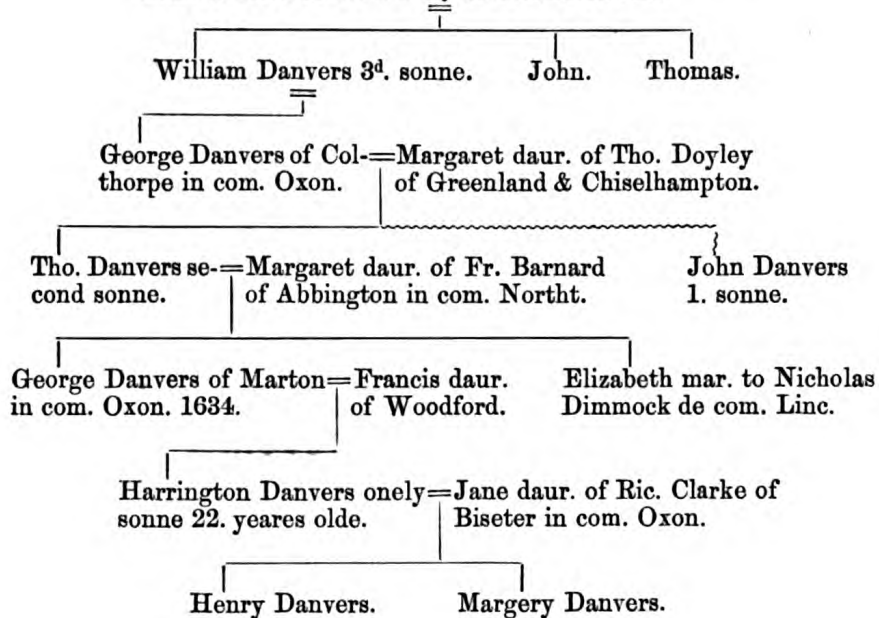 William Danvers 3d. sonne. John. Thomas.
George Danvers of Col-=Margaret daur. of Tho. Doyley
thorpe in com. Oxon. of Greenland & Chiselhampton.
Tho. Danvers se-=Margaret daur. of Fr. Barnard John Danvers
cond sonne. of Abbington in com. Northt. 1. sonne.
George Danvers of Marton=Francis daur. Elizabeth mar. to Nicholas
in com. Oxon. 1634. of Woodford. Dimmock de com. Linc.
Harrington Danvers onely=Jane daur. of Ric. Clarke of
sonne 22. yeares olde. Biseter in com. Oxon.
Henry Danvers. Margery Danvers.